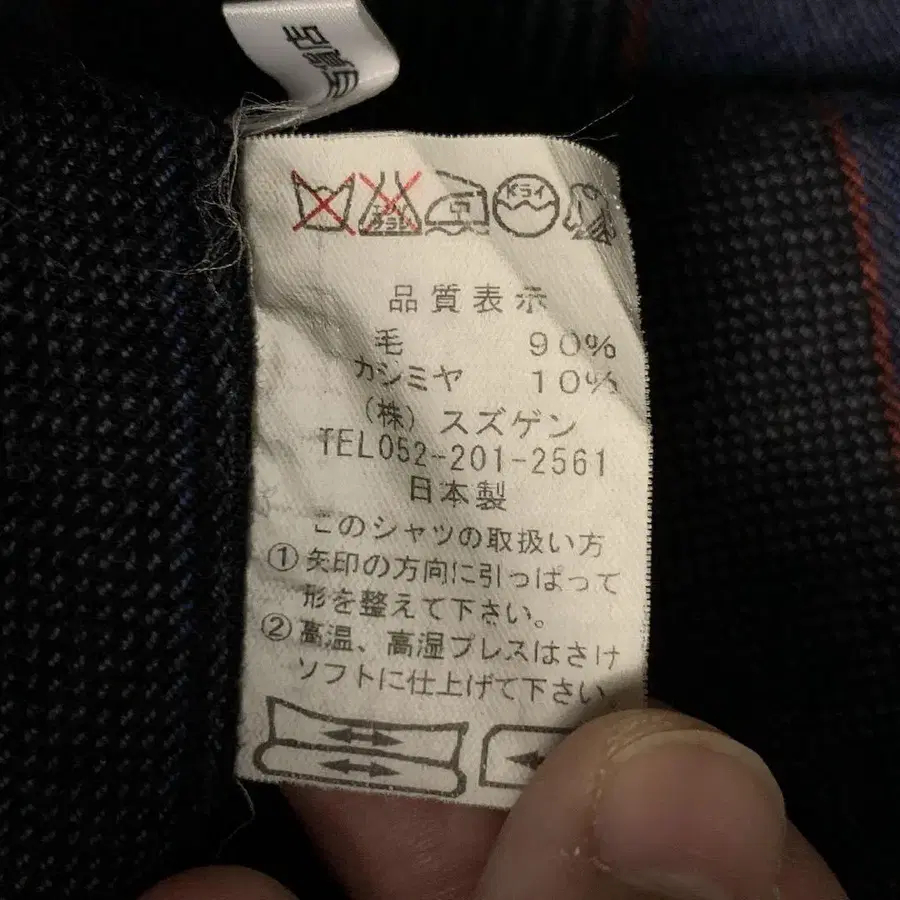 中
ドライ
品質表示
毛 90%
カシミヤ 10%
(株)スズゲン
TEL052-201-2561
日本製
このシャツの取扱い方
①矢印の方向に引っぱって
形を整えて下さい。
②高温、高湿プレスはさけ
ソフトに仕上げて下さい